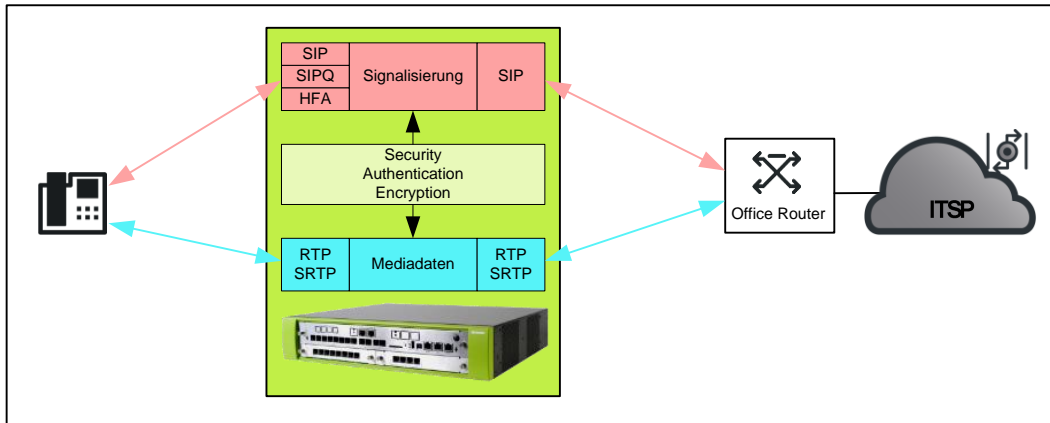 SIP
SIPQ
HFA
Signalisierung
SIP
Security
Authentication
Encryption
RTP
SRTP
Mediadaten
RTP
SRTP
Office Router
ITSP